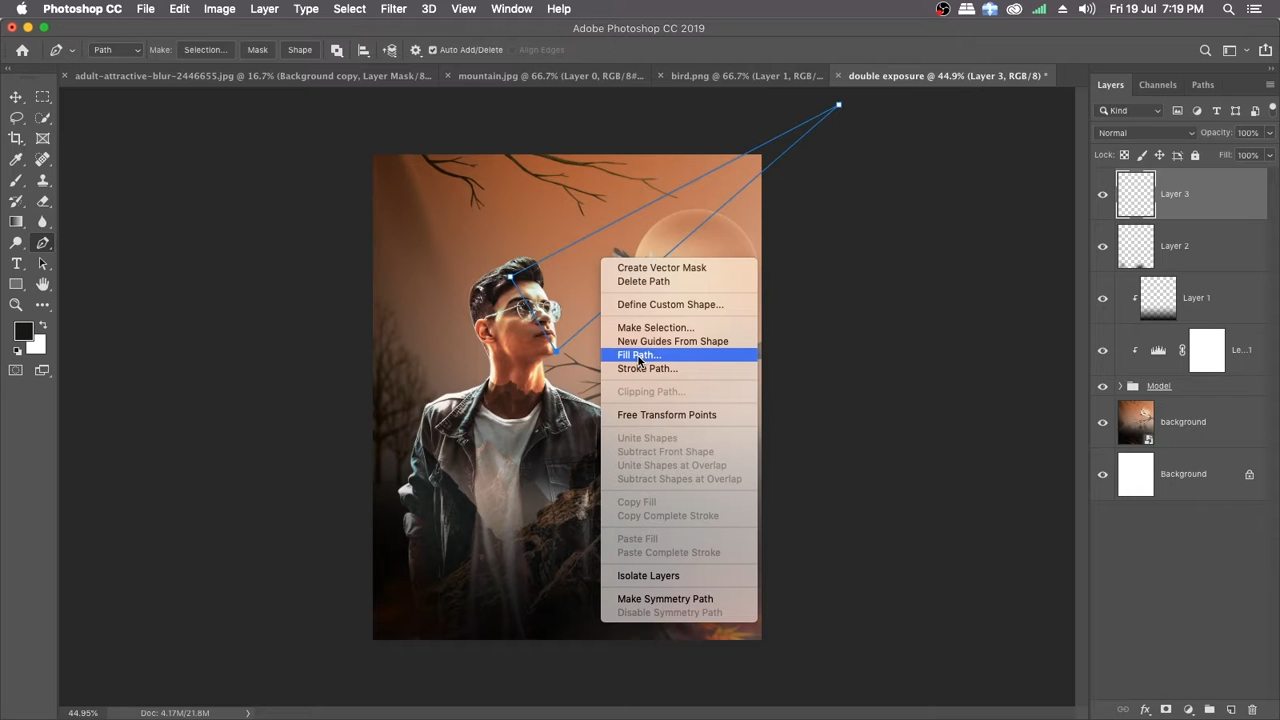 Photoshop CC File Edit Image Layer Type Select Filter 3D View Window Help Fri 19 Jul 7:19 PM
Adobe Photoshop CC 2019
Path Make: Selection... Mask Shape Auto Add/Delete Align Edges
adult-attractive-blur-2446655.jpg @ 16.7% (Background copy, Layer Mask/8... mountain.jpg @ 66.7% (Layer 0, RGB/8#... bird.png @ 66.7% (Layer 1, RGB/... double exposure @ 44.9% (Layer 3, RGB/8) *
Layers Channels Paths
Kind
Normal Opacity: 100%
Lock: Fill: 100%
Layer 3
Layer 2
Layer 1
Le...1
Model
background
Background
Create Vector Mask
Delete Path
Define Custom Shape...
Make Selection...
New Guides From Shape
Fill Path...
Stroke Path...
Clipping Path...
Free Transform Points
Unite Shapes
Subtract Front Shape
Unite Shapes at Overlap
Subtract Shapes at Overlap
Copy Fill
Copy Complete Stroke
Paste Fill
Paste Complete Stroke
Isolate Layers
Make Symmetry Path
Disable Symmetry Path
44.95% Doc: 4.17M/21.8M